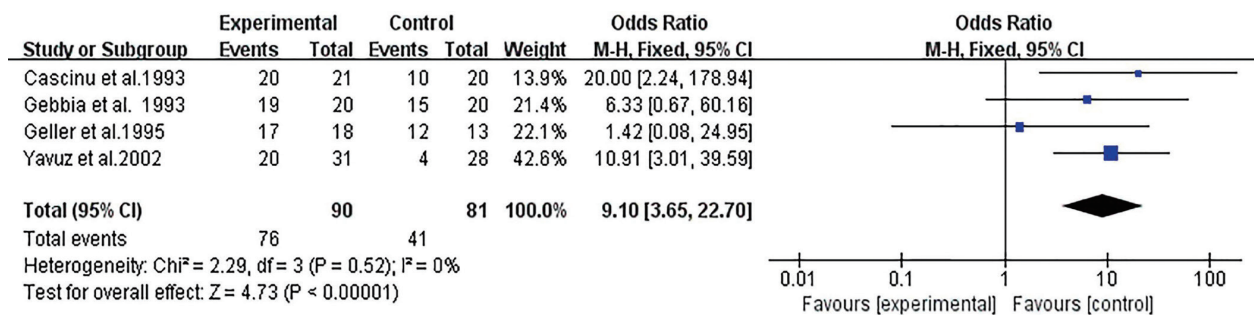 Experimental Control Odds Ratio Odds Ratio
Study or Subgroup Events Total Events Total Weight M-H, Fixed, 95% CI M-H, Fixed, 95% CI
Cascinu et al.1993 20 21 10 20 13.9% 20.00 [2.24, 178.94]
Gebbia et al. 1993 19 20 15 20 21.4% 6.33 [0.67, 60.16]
Geller et al.1995 17 18 12 13 22.1% 1.42 [0.08, 24.95]
Yavuz et al.2002 20 31 4 28 42.6% 10.91 [3.01, 39.59]
Total (95% CI) 90 81 100.0% 9.10 [3.65, 22.70]
Total events 76 41
Heterogeneity: Chi² = 2.29, df = 3 (P = 0.52); I² = 0%
Test for overall effect: Z = 4.73 (P < 0.00001)
0.01 0.1 1 10 100
Favours [experimental] Favours [control]